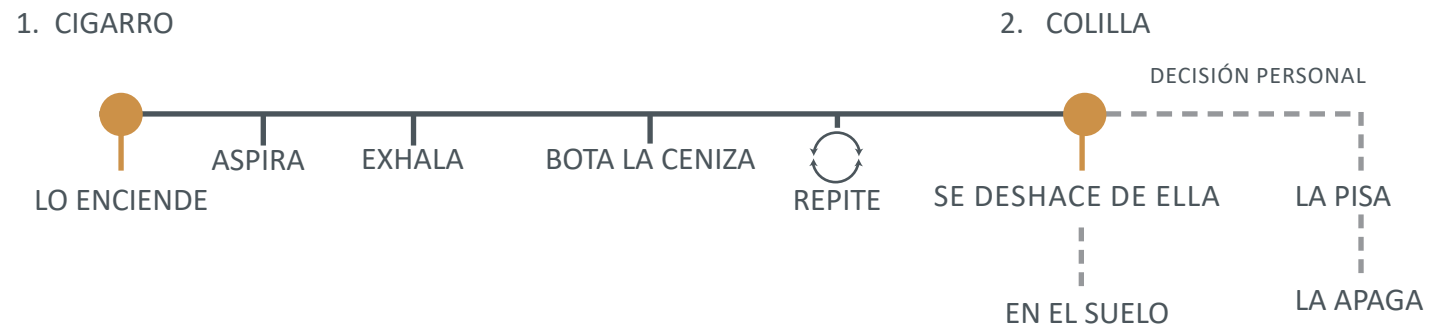 1. CIGARRO
2. COLILLA
DECISIÓN PERSONAL
LO ENCIENDE
ASPIRA
EXHALA
BOTA LA CENIZA
REPITE
SE DESHACE DE ELLA
LA PISA
EN EL SUELO
LA APAGA